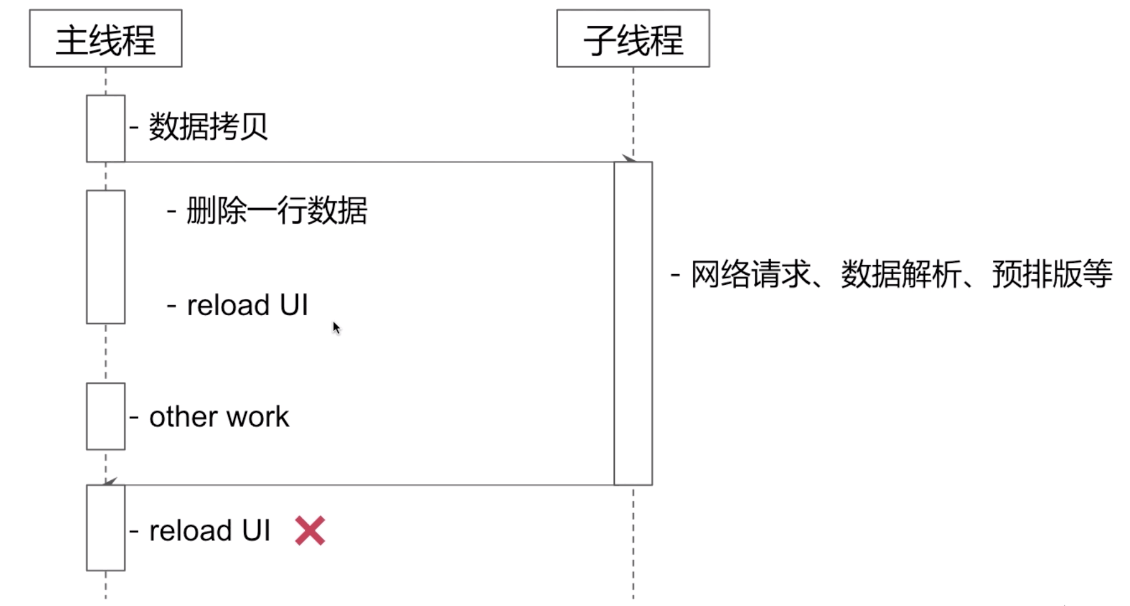 主线程
子线程
- 数据拷贝
- 删除一行数据
- 网络请求、数据解析、预排版等
- reload UI
- other work
- reload UI ❌